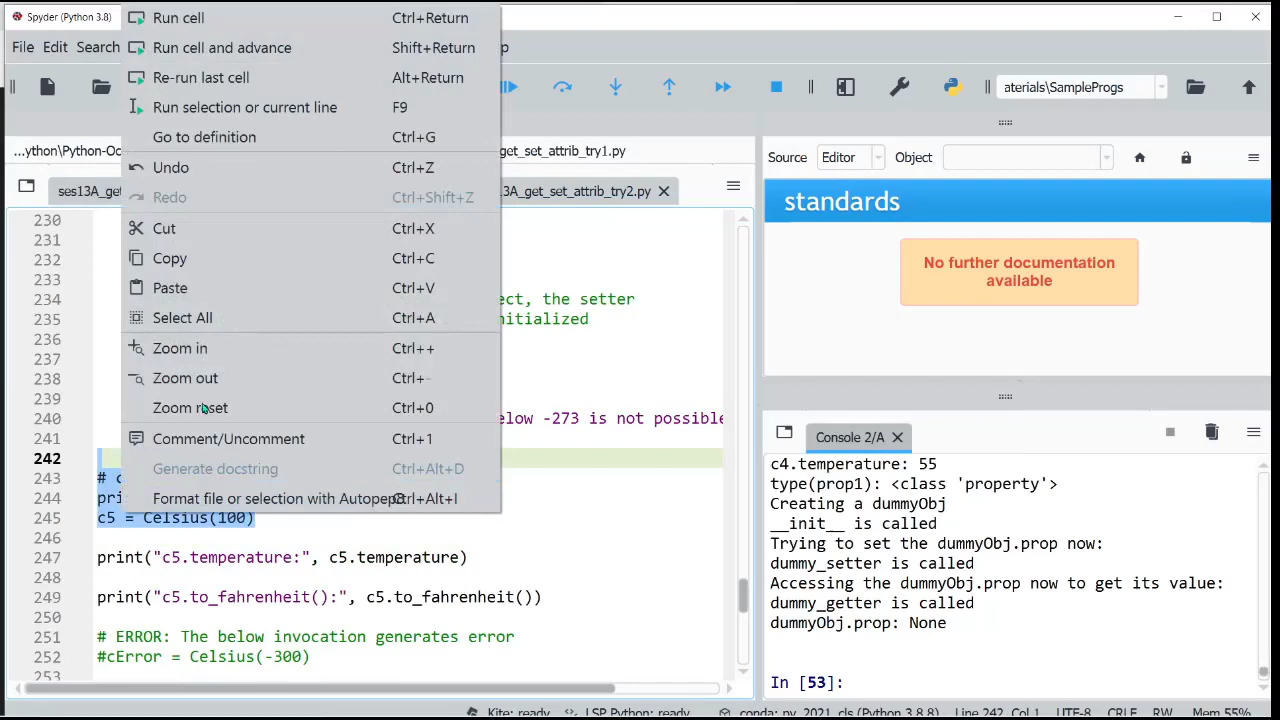 Spyder (Python 3.8)
File Edit Search
p
Run cell Ctrl+Return
Run cell and advance Shift+Return
Re-run last cell Alt+Return
Run selection or current line F9
Go to definition Ctrl+G
Undo Ctrl+Z
Redo Ctrl+Shift+Z
Cut Ctrl+X
Copy Ctrl+C
Paste Ctrl+V
Select All Ctrl+A
Zoom in Ctrl++
Zoom out Ctrl+-
Zoom reset Ctrl+0
Comment/Uncomment Ctrl+1
Generate docstring Ctrl+Alt+D
Format file or selection with Autopep8 Ctrl+Alt+I
aterials\SampleProgs
...ython\Python-Oc
get_set_attrib_try1.py
ses13A_get
3A_get_set_attrib_try2.py
230
231
232
233
234 ect, the setter
235 nitialized
236
237
238
239
240 elow -273 is not possible
241
242
243 # c
244 pri
245 c5 = Celsius(100)
246
247 print("c5.temperature:", c5.temperature)
248
249 print("c5.to_fahrenheit():", c5.to_fahrenheit())
250
251 # ERROR: The below invocation generates error
252 #cError = Celsius(-300)
253
Source Editor Object
standards
No further documentation
available
Console 2/A
c4.temperature: 55
type(prop1): <class 'property'>
Creating a dummyObj
__init__ is called
Trying to set the dummyObj.prop now:
dummy_setter is called
Accessing the dummyObj.prop now to get its value:
dummy_getter is called
dummyObj.prop: None
In [53]:
Kite: ready LSP Python: ready conda: py_2021_cls (Python 3.8.8) Line 242, Col 1 UTF-8 CRLF RW Mem 55%